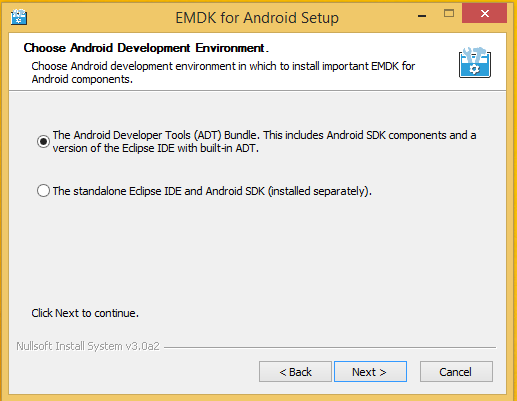 EMDK for Android Setup
Choose Android Development Environment.
Choose Android development environment in which to install important EMDK for
Android components.
The Android Developer Tools (ADT) Bundle. This includes Android SDK components and a
version of the Eclipse IDE with built-in ADT.
The standalone Eclipse IDE and Android SDK (installed separately).
Click Next to continue.
Nullsoft Install System v3.0a2
< Back
Next >
Cancel